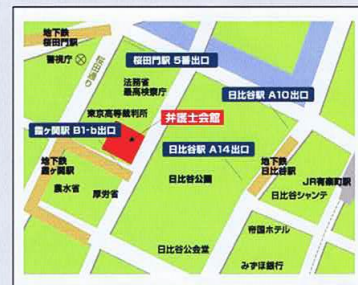 地下鉄
桜田門駅
警視庁
桜田通り
桜田門駅 5番出口
法務省
最高検察庁
日比谷駅 A10出口
東京高等裁判所
弁護士会館
霞ヶ関駅 B1-b出口
日比谷駅 A14出口
地下鉄
霞ヶ関駅
地下鉄
日比谷駅
JR有楽町駅
農水省
厚労省
日比谷公園
日比谷シャンテ
帝国ホテル
日比谷公会堂
みずほ銀行